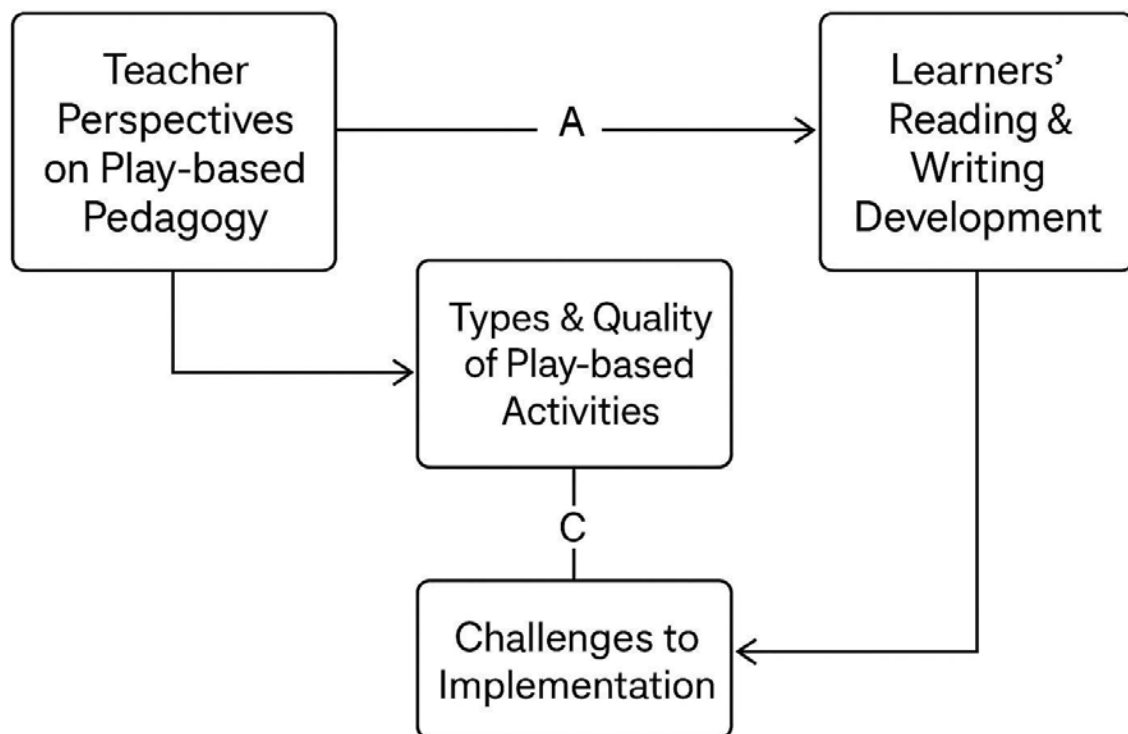 Teacher
Perspectives
on Play-based
Pedagogy
A
Learners’
Reading &
Writing
Development
Types & Quality
of Play-based
Activities
C
Challenges to
Implementation